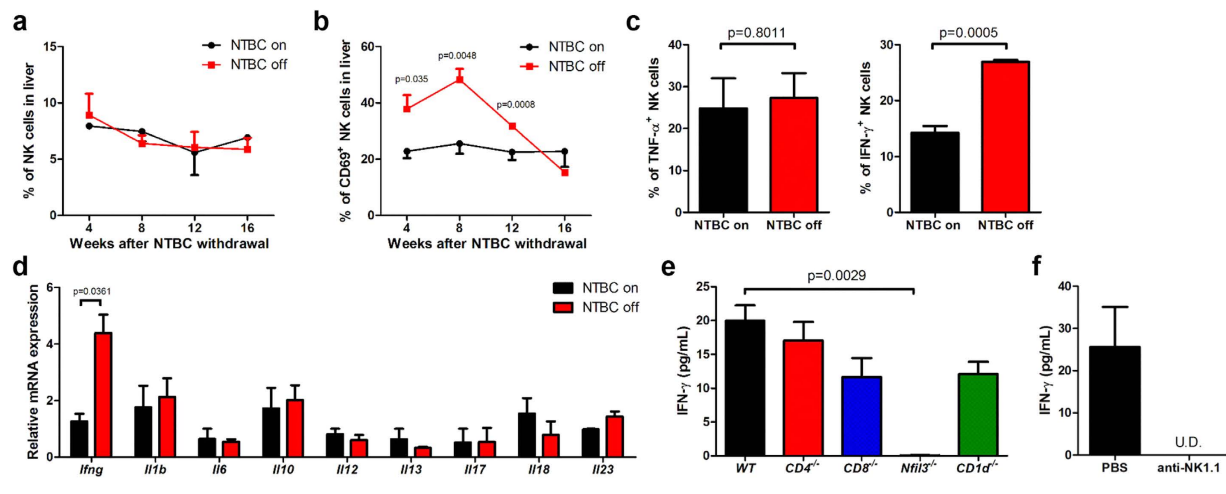 a
NTBC on
NTBC off
% of NK cells in liver
15
10
5
0
4 8 12 16
Weeks after NTBC withdrawal
b
NTBC on
NTBC off
% of CD69⁺ NK cells in liver
60
40
20
0
p=0.035
p=0.0048
p=0.0008
4 8 12 16
Weeks after NTBC withdrawal
c
p=0.8011
% of TNF-α⁺ NK cells
50
40
30
20
10
0
NTBC on NTBC off
p=0.0005
% of IFN-γ⁺ NK cells
30
20
10
0
NTBC on NTBC off
d
NTBC on
NTBC off
p=0.0361
Relative mRNA expression
6
4
2
0
Ifng Il1b Il6 Il10 Il12 Il13 Il17 Il18 Il23
e
p=0.0029
IFN-γ (pg/mL)
25
20
15
10
5
0
WT CD4⁻/⁻ CD8⁻/⁻ Nfil3⁻/⁻ CD1d⁻/⁻
f
IFN-γ (pg/mL)
40
30
20
10
0
U.D.
PBS anti-NK1.1